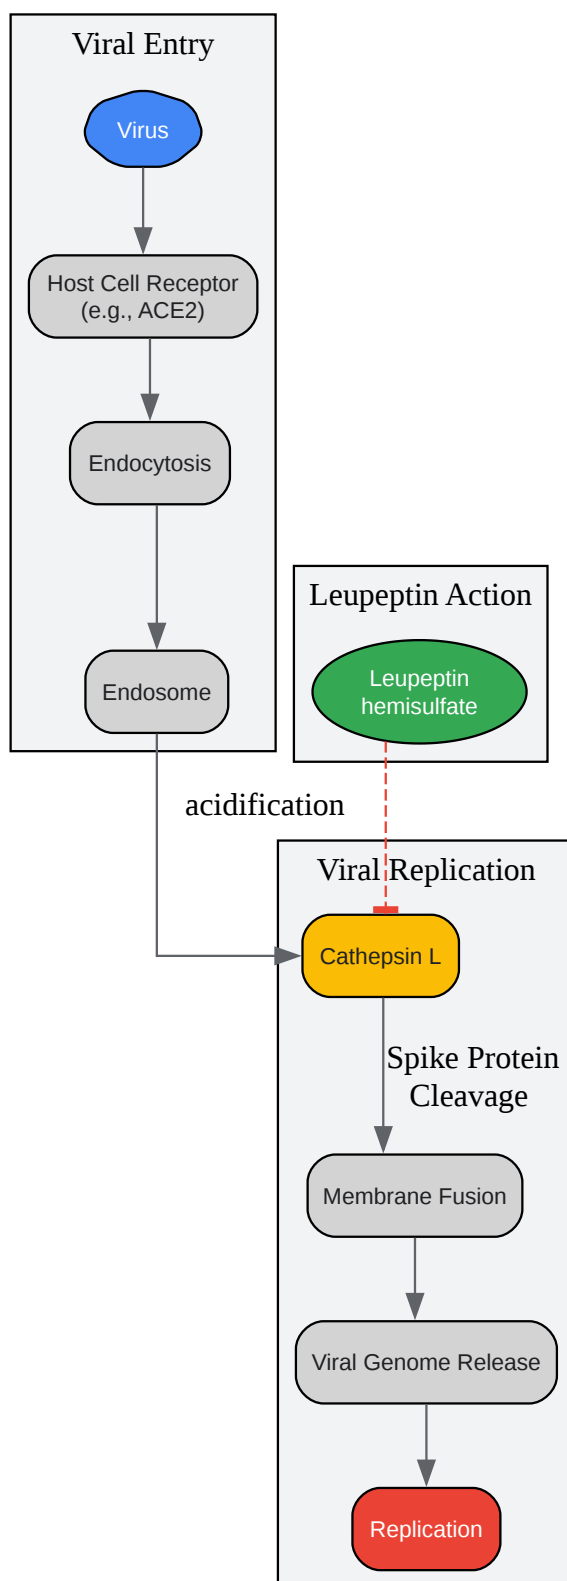 Viral Entry
Virus
Host Cell Receptor
(e.g., ACE2)
Endocytosis
Endosome
Leupeptin Action
Leupeptin
hemisulfate
acidification
Viral Replication
Cathepsin L
Spike Protein
Cleavage
Membrane Fusion
Viral Genome Release
Replication